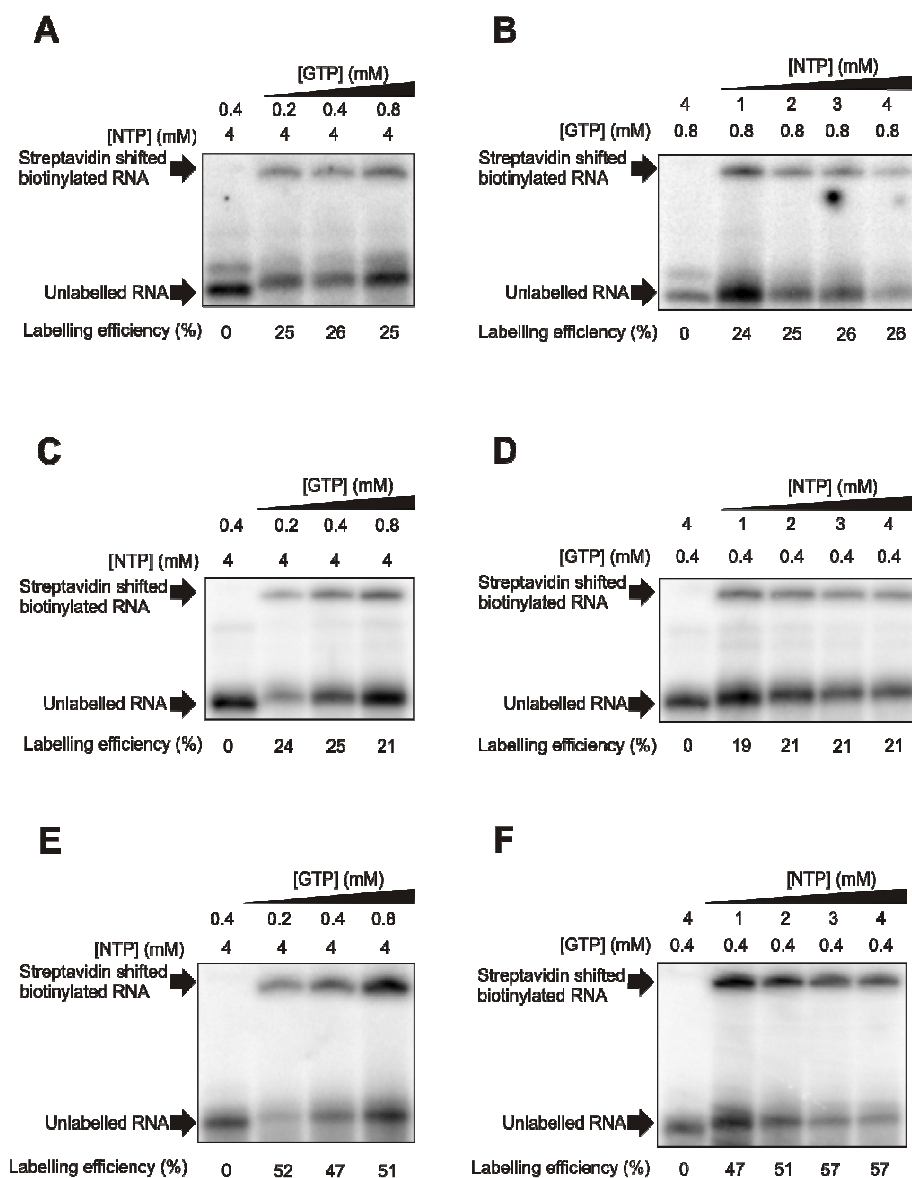 A
[GTP] (mM)
0.4 0.2 0.4 0.8
[NTP] (mM) 4 4 4 4
Streptavidin shifted
biotinylated RNA
Unlabelled RNA
Labelling efficiency (%) 0 25 26 25
B
[NTP] (mM)
4 1 2 3 4
[GTP] (mM) 0.8 0.8 0.8 0.8 0.8
Streptavidin shifted
biotinylated RNA
Unlabelled RNA
Labelling efficiency (%) 0 24 25 26 26
C
[GTP] (mM)
0.4 0.2 0.4 0.8
[NTP] (mM) 4 4 4 4
Streptavidin shifted
biotinylated RNA
Unlabelled RNA
Labelling efficiency (%) 0 24 25 21
D
[NTP] (mM)
4 1 2 3 4
[GTP] (mM) 0.4 0.4 0.4 0.4 0.4
Streptavidin shifted
biotinylated RNA
Unlabelled RNA
Labelling efficiency (%) 0 19 21 21 21
E
[GTP] (mM)
0.4 0.2 0.4 0.8
[NTP] (mM) 4 4 4 4
Streptavidin shifted
biotinylated RNA
Unlabelled RNA
Labelling efficiency (%) 0 52 47 51
F
[NTP] (mM)
4 1 2 3 4
[GTP] (mM) 0.4 0.4 0.4 0.4 0.4
Streptavidin shifted
biotinylated RNA
Unlabelled RNA
Labelling efficiency (%) 0 47 51 57 57